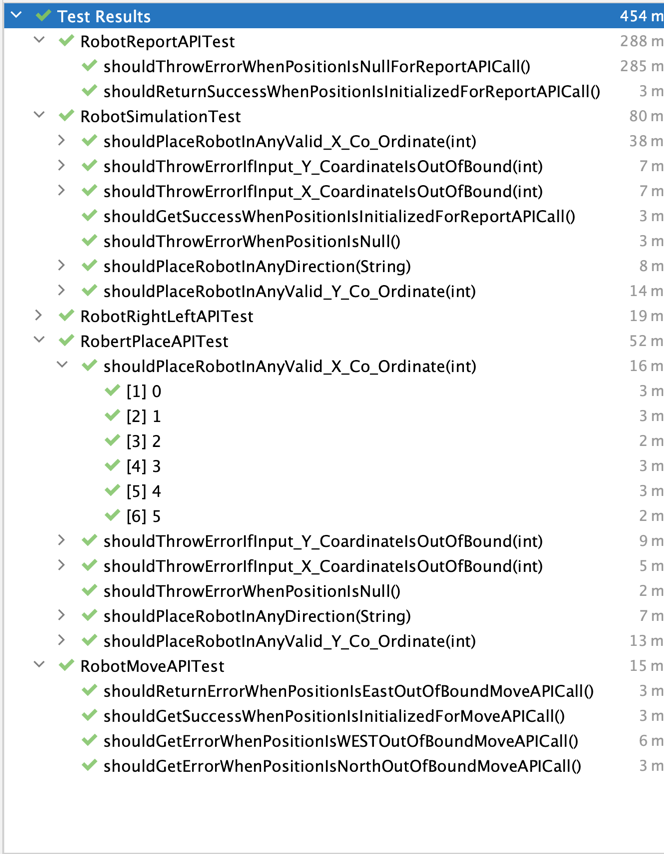 Test Results 454 m
RobotReportAPITest 288 m
shouldThrowErrorWhenPositionIsNullForReportAPICall() 285 m
shouldReturnSuccessWhenPositionIsInitializedForReportAPICall() 3 m
RobotSimulationTest 80 m
shouldPlaceRobotInAnyValid_X_Co_Ordinate(int) 38 m
shouldThrowErrorIfInput_Y_CoardinateIsOutOfBound(int) 7 m
shouldThrowErrorIfInput_X_CoardinateIsOutOfBound(int) 7 m
shouldGetSuccessWhenPositionIsInitializedForReportAPICall() 3 m
shouldThrowErrorWhenPositionIsNull() 3 m
shouldPlaceRobotInAnyDirection(String) 8 m
shouldPlaceRobotInAnyValid_Y_Co_Ordinate(int) 14 m
RobotRightLeftAPITest 19 m
RobertPlaceAPITest 52 m
shouldPlaceRobotInAnyValid_X_Co_Ordinate(int) 16 m
[1] 0 3 m
[2] 1 3 m
[3] 2 2 m
[4] 3 3 m
[5] 4 3 m
[6] 5 2 m
shouldThrowErrorIfInput_Y_CoardinateIsOutOfBound(int) 9 m
shouldThrowErrorIfInput_X_CoardinateIsOutOfBound(int) 5 m
shouldThrowErrorWhenPositionIsNull() 2 m
shouldPlaceRobotInAnyDirection(String) 7 m
shouldPlaceRobotInAnyValid_Y_Co_Ordinate(int) 13 m
RobotMoveAPITest 15 m
shouldReturnErrorWhenPositionIsEastOutOfBoundMoveAPICall() 3 m
shouldGetSuccessWhenPositionIsInitializedForMoveAPICall() 3 m
shouldGetErrorWhenPositionIsWESTOutOfBoundMoveAPICall() 6 m
shouldGetErrorWhenPositionIsNorthOutOfBoundMoveAPICall() 3 m